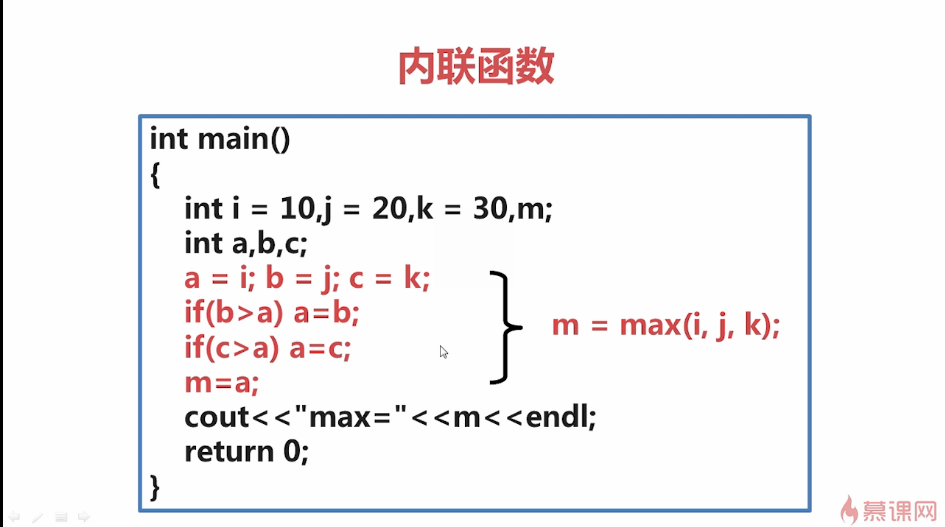 内联函数
int main()
{
int i = 10,j = 20,k = 30,m;
int a,b,c;
a = i; b = j; c = k;
if(b>a) a=b;
if(c>a) a=c;
m=a;
m = max(i, j, k);
cout<<"max="<<m<<endl;
return 0;
}
慕课网